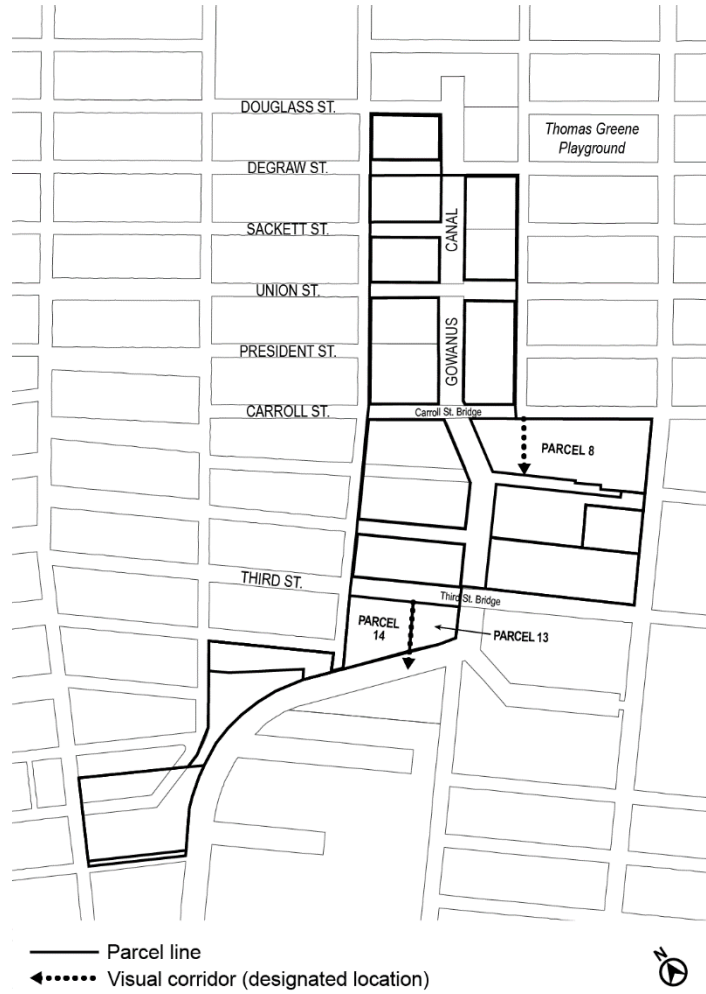 DOUGLASS ST.
Thomas Greene
Playground
DEGRAW ST.
CANAL
SACKETT ST.
UNION ST.
GOWANUS
PRESIDENT ST.
CARROLL ST.
Carroll St. Bridge
PARCEL 8
THIRD ST.
Third St. Bridge
PARCEL
14
PARCEL 13
Parcel line
Visual corridor (designated location)
N